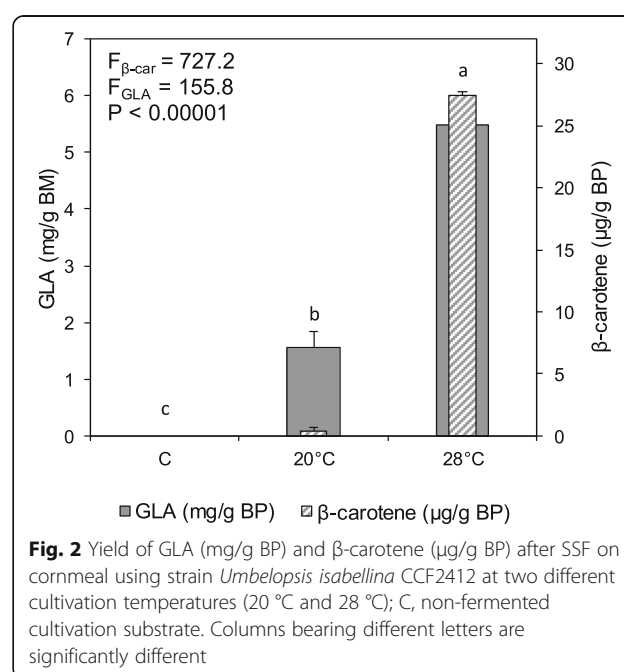 7
6
5
4
3
2
1
0
GLA (mg/g BM)
F β-car = 727.2
F GLA = 155.8
P < 0.00001
c
b
a
C
20°C
28°C
30
25
20
15
10
5
0
β-carotene (µg/g BP)
GLA (mg/g BP) β-carotene (µg/g BP)
Fig. 2 Yield of GLA (mg/g BP) and β-carotene (µg/g BP) after SSF on
cornmeal using strain Umbelopsis isabellina CCF2412 at two different
cultivation temperatures (20 °C and 28 °C); C, non-fermented
cultivation substrate. Columns bearing different letters are
significantly different